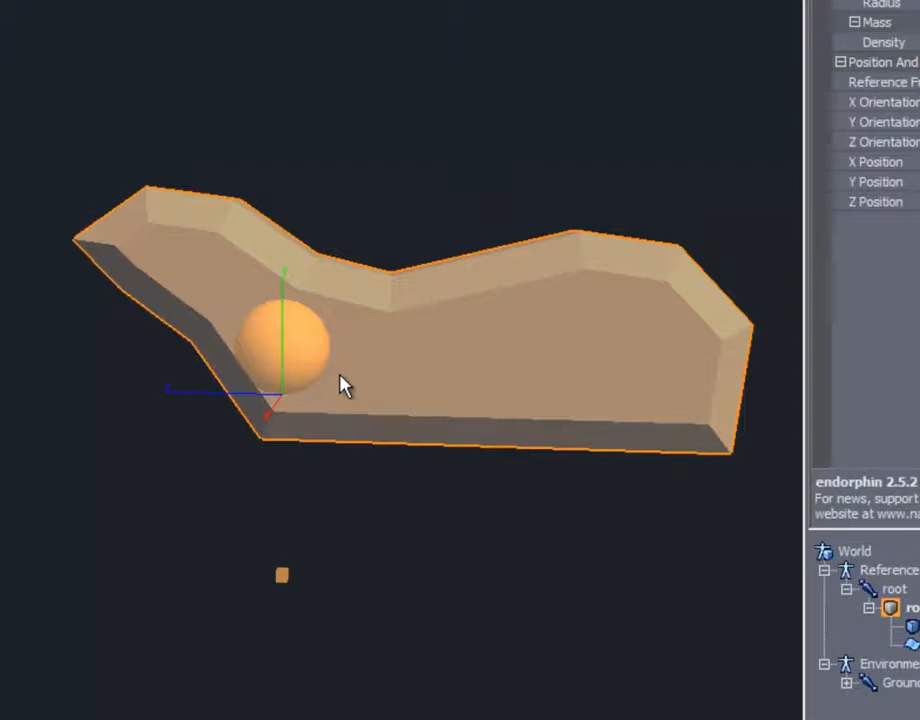 Radius
Mass
Density
Position And
Reference
X Orientation
Y Orientation
Z Orientation
X Position
Y Position
Z Position
endorphin 2.5.2
For news, support
website at www.na
World
Reference
root
ro
Environme
Ground